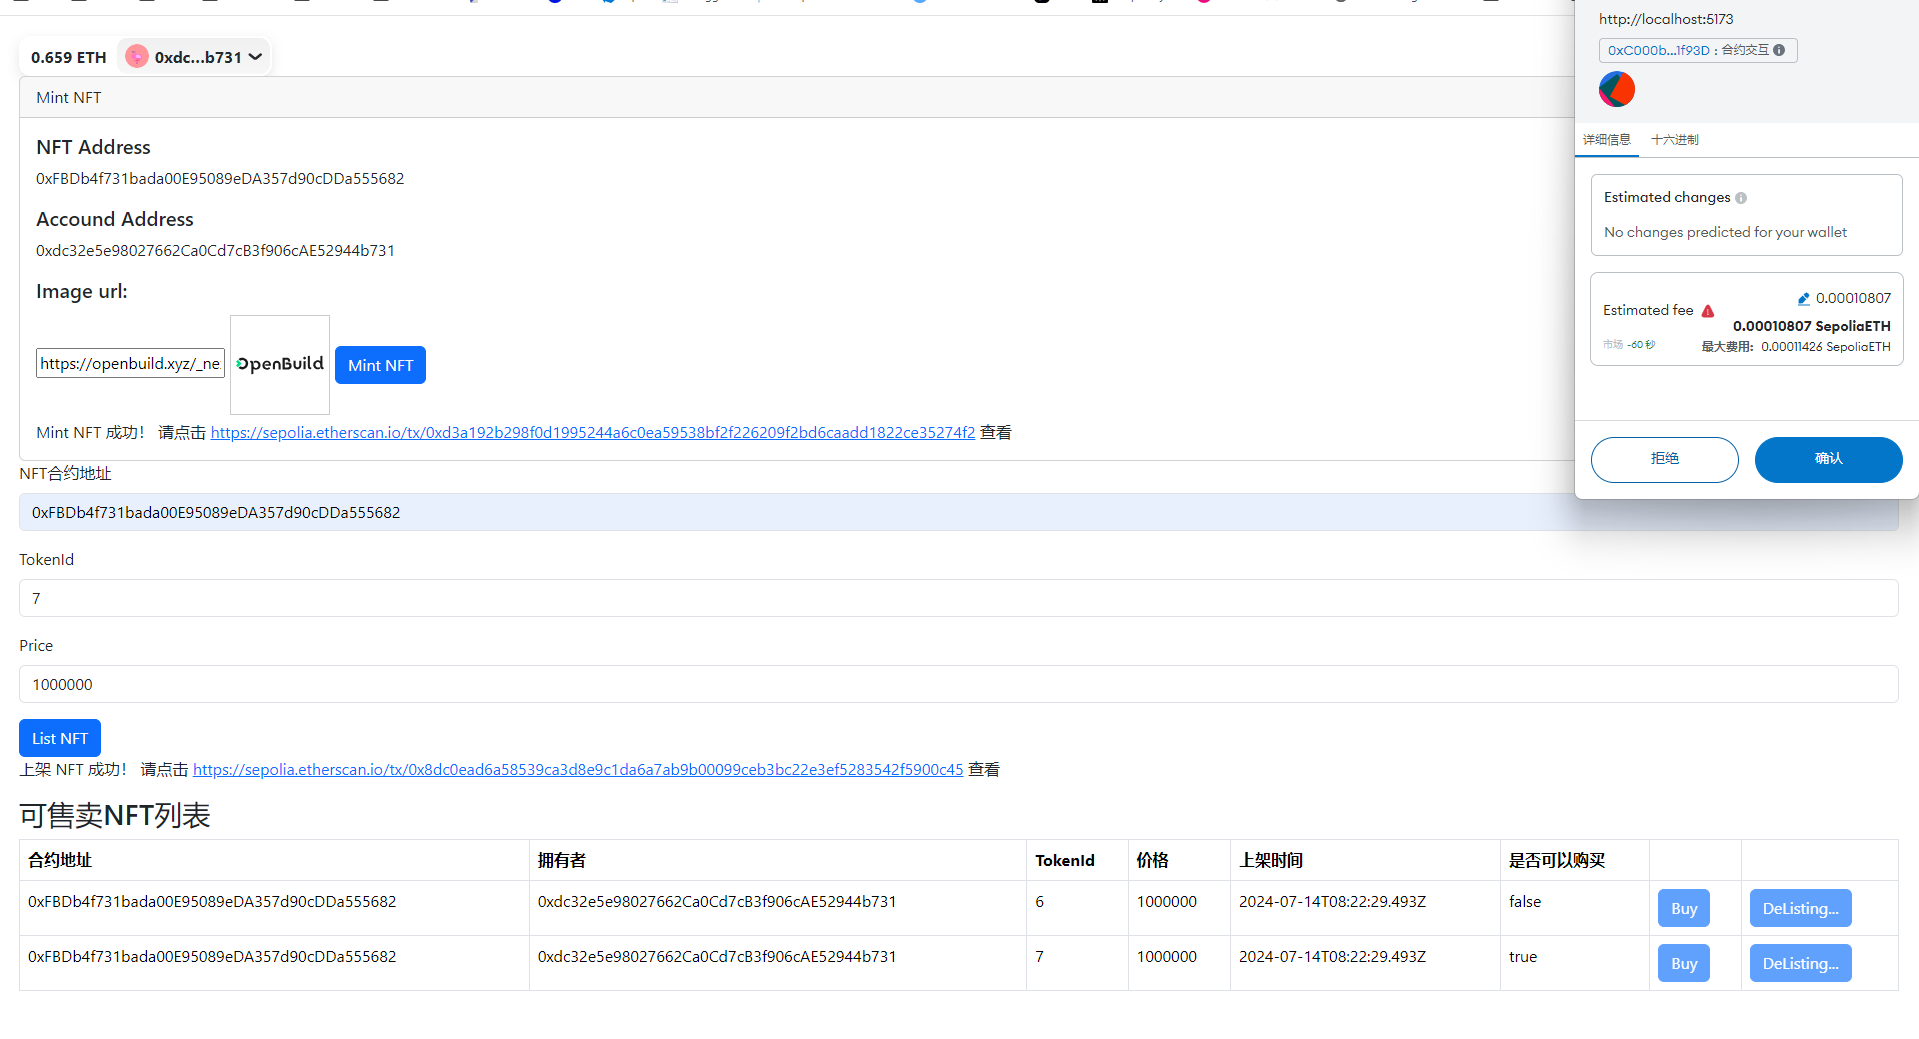 0.659 ETH
0xdc...b731
Mint NFT
NFT Address
0xFBDb4f731bada00E95089eDA357d90cDDa555682
Accound Address
0xdc32e5e98027662Ca0Cd7cB3f906cAE52944b731
Image url:
https://openbuild.xyz/_ne
OpenBuild
Mint NFT
Mint NFT 成功！ 请点击 https://sepolia.etherscan.io/tx/0xd3a192b298f0d1995244a6c0ea59538bf2f226209f2bd6caadd1822ce35274f2 查看
NFT合约地址
0xFBDb4f731bada00E95089eDA357d90cDDa555682
TokenId
7
Price
1000000
List NFT
上架 NFT 成功！ 请点击 https://sepolia.etherscan.io/tx/0x8dc0ead6a58539ca3d8e9c1da6a7ab9b00099ceb3bc22e3ef5283542f5900c45 查看
可售卖NFT列表
合约地址 拥有者 TokenId 价格 上架时间 是否可以购买
0xFBDb4f731bada00E95089eDA357d90cDDa555682 0xdc32e5e98027662Ca0Cd7cB3f906cAE52944b731 6 1000000 2024-07-14T08:22:29.493Z false Buy DeListing...
0xFBDb4f731bada00E95089eDA357d90cDDa555682 0xdc32e5e98027662Ca0Cd7cB3f906cAE52944b731 7 1000000 2024-07-14T08:22:29.493Z true Buy DeListing...
http://localhost:5173
0xC000b...1f93D : 合约交互
详细信息 十六进制
Estimated changes
No changes predicted for your wallet
0.00010807
Estimated fee
0.00010807 SepoliaETH
市场 ~60 秒 最大费用: 0.00011426 SepoliaETH
拒绝 确认